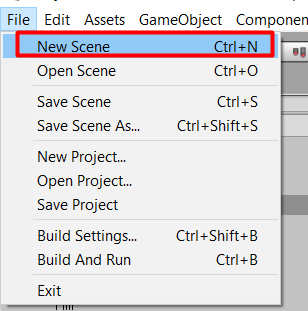 File Edit Assets GameObject Componen
New Scene Ctrl+N
Open Scene Ctrl+O
Save Scene Ctrl+S
Save Scene As... Ctrl+Shift+S
New Project...
Open Project...
Save Project
Build Settings... Ctrl+Shift+B
Build And Run Ctrl+B
Exit